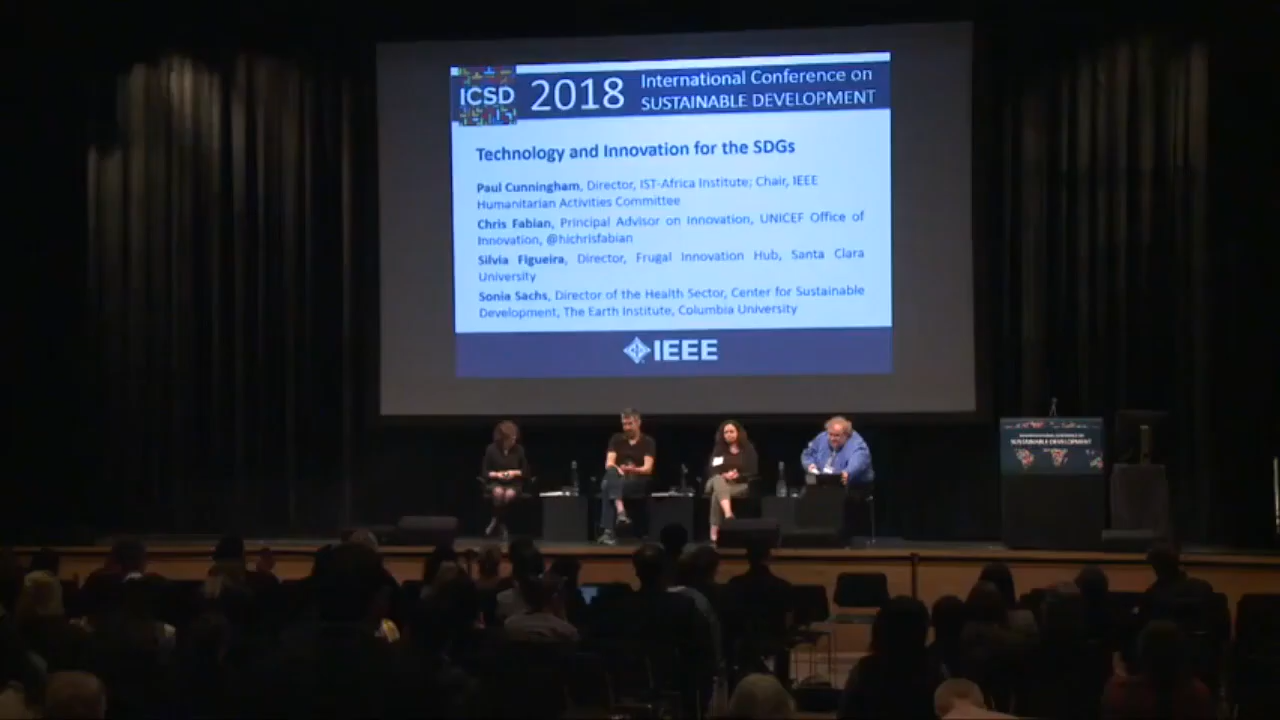 ICSD 2018 International Conference on
SUSTAINABLE DEVELOPMENT
Technology and Innovation for the SDGs
Paul Cunningham, Director, IST-Africa Institute; Chair, IEEE
Humanitarian Activities Committee
Chris Fabian, Principal Advisor on Innovation, UNICEF Office of
Innovation, @hichrisfabian
Silvia Figueira, Director, Frugal Innovation Hub, Santa Clara
University
Sonia Sachs, Director of the Health Sector, Center for Sustainable
Development, The Earth Institute, Columbia University
IEEE
SUSTAINABLE DEVELOPMENT